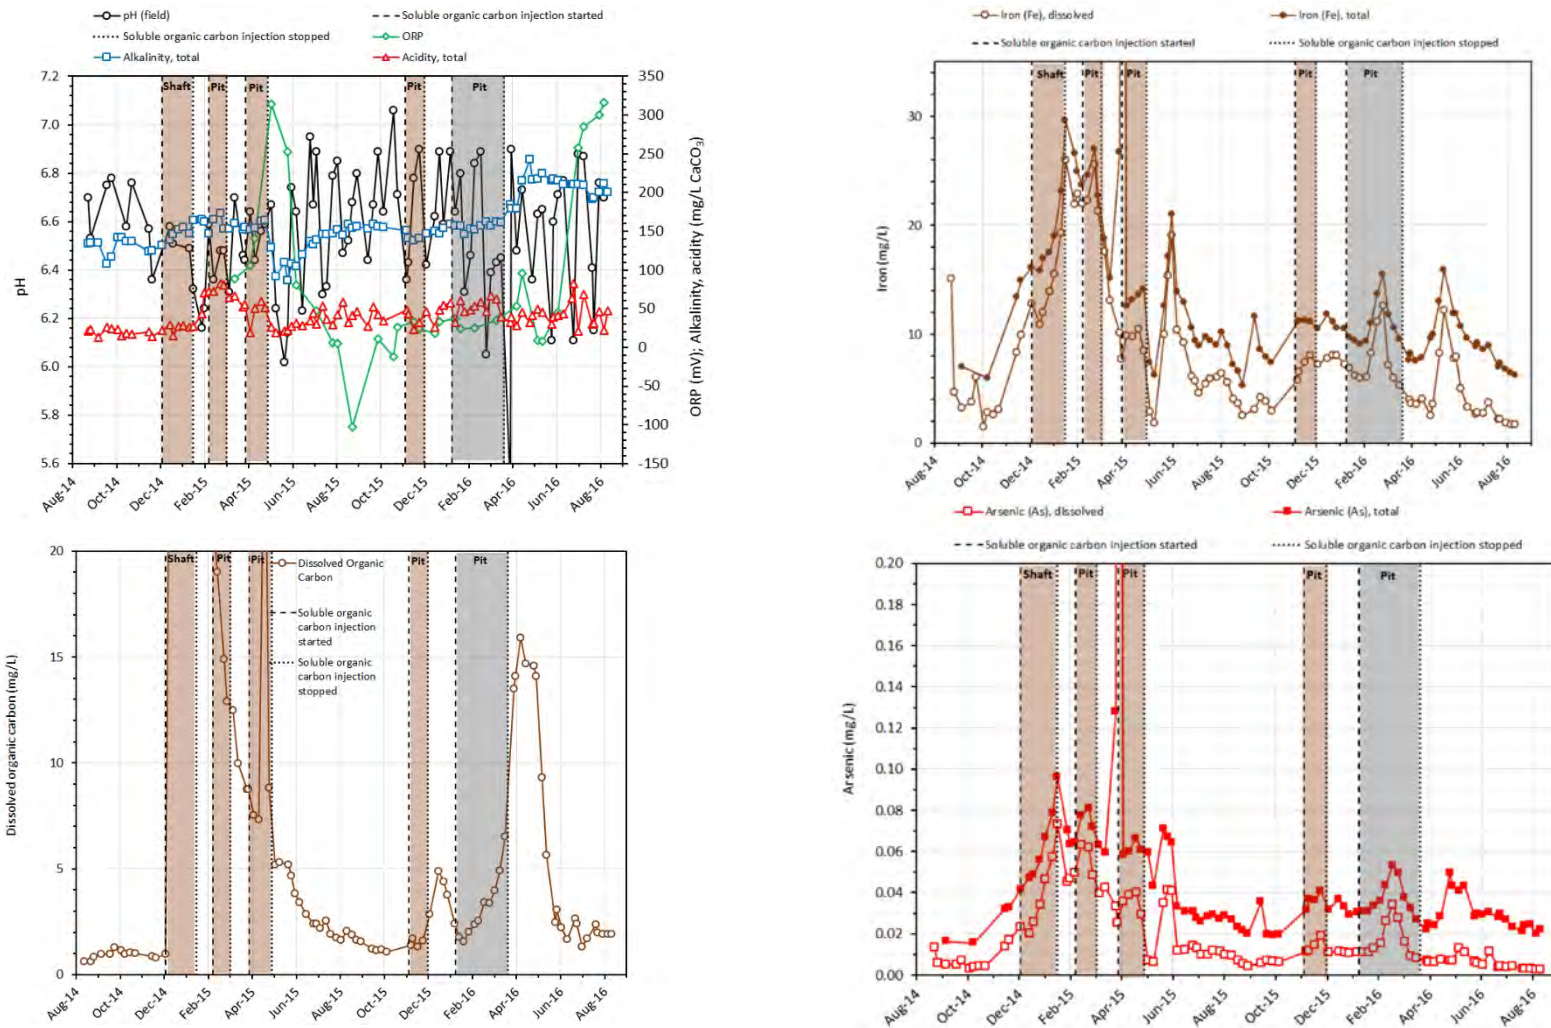 pH (field)
Soluble organic carbon injection started
Soluble organic carbon injection stopped
ORP
Alkalinity, total
Acidity, total
7.2
7.0
6.8
6.6
6.4
6.2
6.0
5.8
5.6
pH
350
300
250
200
150
100
50
0
-50
-100
-150
ORP (mV); Alkalinity, acidity (mg/L CaCO3)
Shaft
Pit
Pit
Pit
Pit
Aug-14
Oct-14
Dec-14
Feb-15
Apr-15
Jun-15
Aug-15
Oct-15
Dec-15
Feb-16
Apr-16
Jun-16
Aug-16
Iron (Fe), dissolved
Iron (Fe), total
Soluble organic carbon injection started
Soluble organic carbon injection stopped
30
20
10
0
Iron (mg/L)
Shaft
Pit
Pit
Pit
Pit
Aug-14
Oct-14
Dec-14
Feb-15
Apr-15
Jun-15
Aug-15
Oct-15
Dec-15
Feb-16
Apr-16
Jun-16
Aug-16
20
15
10
5
0
Dissolved organic carbon (mg/L)
Shaft
Pit
Pit
Pit
Pit
Dissolved Organic
Carbon
Soluble organic
carbon injection
started
Soluble organic
carbon injection
stopped
Aug-14
Oct-14
Dec-14
Feb-15
Apr-15
Jun-15
Aug-15
Oct-15
Dec-15
Feb-16
Apr-16
Jun-16
Aug-16
Arsenic (As), dissolved
Arsenic (As), total
Soluble organic carbon injection started
Soluble organic carbon injection stopped
0.20
0.18
0.16
0.14
0.12
0.10
0.08
0.06
0.04
0.02
0.00
Arsenic (mg/L)
Shaft
Pit
Pit
Pit
Pit
Aug-14
Oct-14
Dec-14
Feb-15
Apr-15
Jun-15
Aug-15
Oct-15
Dec-15
Feb-16
Apr-16
Jun-16
Aug-16